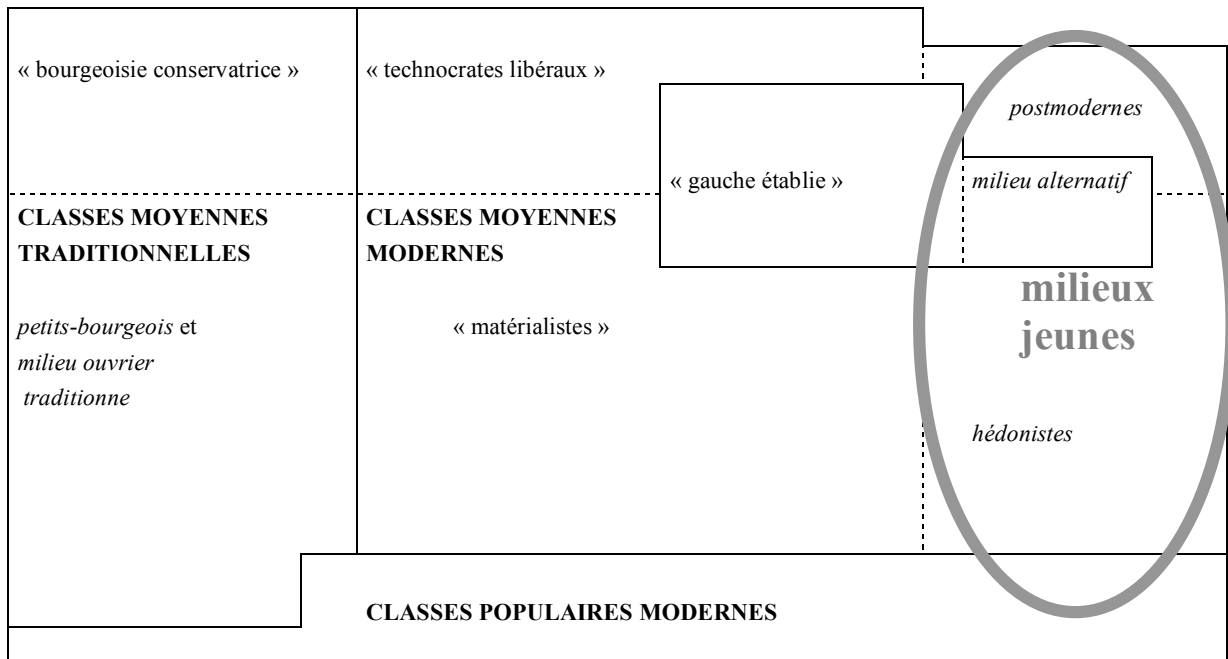 « bourgeoisie conservatrice »
« technocrates libéraux »
postmodernes
« gauche établie »
milieu alternatif
CLASSES MOYENNES
TRADITIONNELLES
CLASSES MOYENNES
MODERNES
milieux
jeunes
petits-bourgeois et
milieu ouvrier
traditionne
« matérialistes »
hédonistes
CLASSES POPULAIRES MODERNES